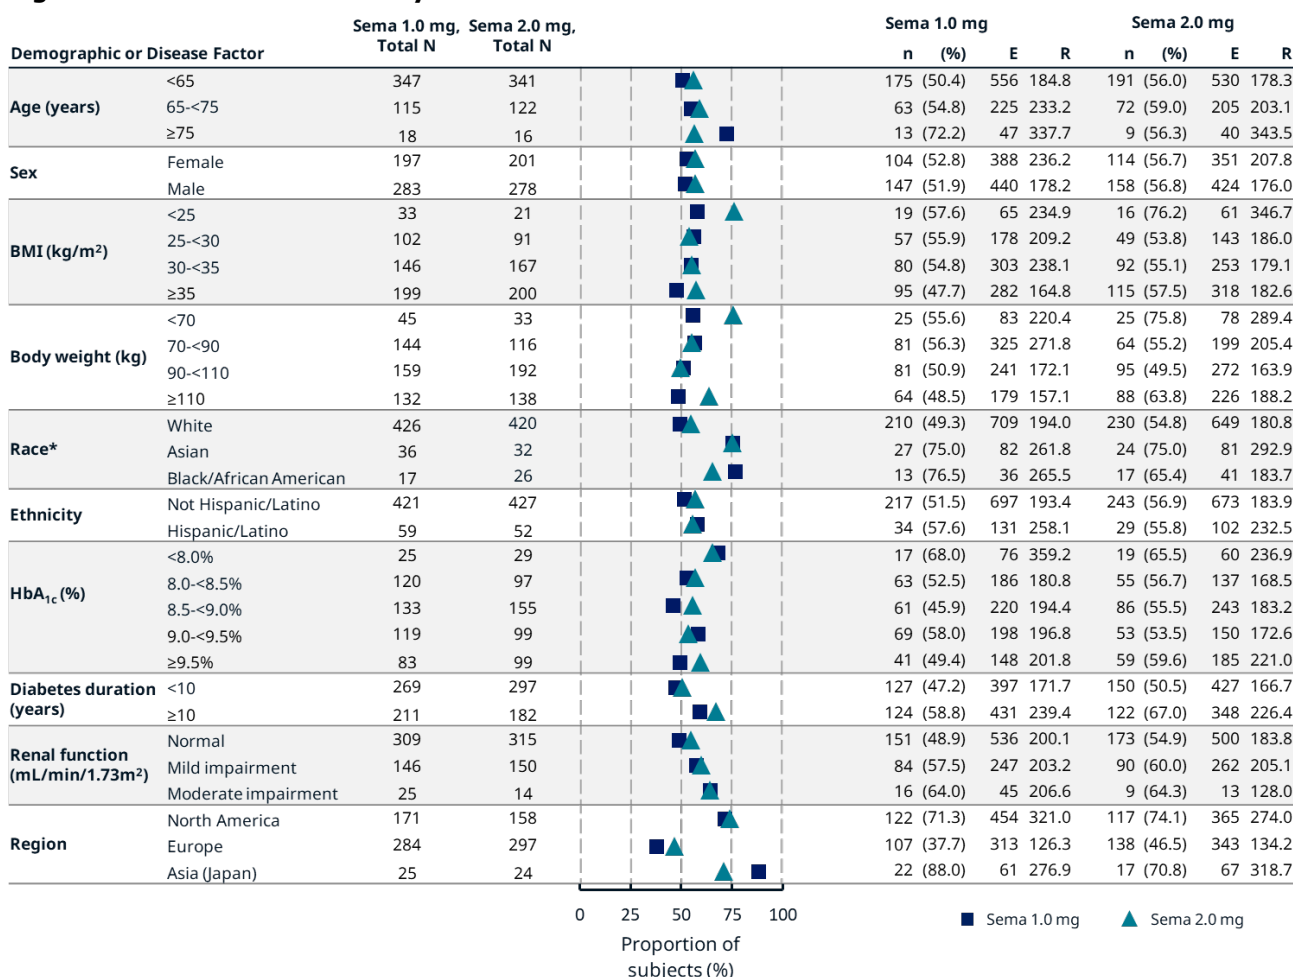 Sema 1.0 mg, Sema 2.0 mg, Sema 1.0 mg Sema 2.0 mg
Demographic or Disease Factor Total N Total N n (%) E R n (%) E R
Age (years)
<65 347 341 175 (50.4) 556 184.8 191 (56.0) 530 178.3
65-<75 115 122 63 (54.8) 225 233.2 72 (59.0) 205 203.1
≥75 18 16 13 (72.2) 47 337.7 9 (56.3) 40 343.5
Sex
Female 197 201 104 (52.8) 388 236.2 114 (56.7) 351 207.8
Male 283 278 147 (51.9) 440 178.2 158 (56.8) 424 176.0
BMI (kg/m²)
<25 33 21 19 (57.6) 65 234.9 16 (76.2) 61 346.7
25-<30 102 91 57 (55.9) 178 209.2 49 (53.8) 143 186.0
30-<35 146 167 80 (54.8) 303 238.1 92 (55.1) 253 179.1
≥35 199 200 95 (47.7) 282 164.8 115 (57.5) 318 182.6
Body weight (kg)
<70 45 33 25 (55.6) 83 220.4 25 (75.8) 78 289.4
70-<90 144 116 81 (56.3) 325 271.8 64 (55.2) 199 205.4
90-<110 159 192 81 (50.9) 241 172.1 95 (49.5) 272 163.9
≥110 132 138 64 (48.5) 179 157.1 88 (63.8) 226 188.2
Race*
White 426 420 210 (49.3) 709 194.0 230 (54.8) 649 180.8
Asian 36 32 27 (75.0) 82 261.8 24 (75.0) 81 292.9
Black/African American 17 26 13 (76.5) 36 265.5 17 (65.4) 41 183.7
Ethnicity
Not Hispanic/Latino 421 427 217 (51.5) 697 193.4 243 (56.9) 673 183.9
Hispanic/Latino 59 52 34 (57.6) 131 258.1 29 (55.8) 102 232.5
HbA1c (%)
<8.0% 25 29 17 (68.0) 76 359.2 19 (65.5) 60 236.9
8.0-<8.5% 120 97 63 (52.5) 186 180.8 55 (56.7) 137 168.5
8.5-<9.0% 133 155 61 (45.9) 220 194.4 86 (55.5) 243 183.2
9.0-<9.5% 119 99 69 (58.0) 198 196.8 53 (53.5) 150 172.6
≥9.5% 83 99 41 (49.4) 148 201.8 59 (59.6) 185 221.0
Diabetes duration
(years)
<10 269 297 127 (47.2) 397 171.7 150 (50.5) 427 166.7
≥10 211 182 124 (58.8) 431 239.4 122 (67.0) 348 226.4
Renal function
(mL/min/1.73m²)
Normal 309 315 151 (48.9) 536 200.1 173 (54.9) 500 183.8
Mild impairment 146 150 84 (57.5) 247 203.2 90 (60.0) 262 205.1
Moderate impairment 25 14 16 (64.0) 45 206.6 9 (64.3) 13 128.0
Region
North America 171 158 122 (71.3) 454 321.0 117 (74.1) 365 274.0
Europe 284 297 107 (37.7) 313 126.3 138 (46.5) 343 134.2
Asia (Japan) 25 24 22 (88.0) 61 276.9 17 (70.8) 67 318.7
0 25 50 75 100
Proportion of
subjects (%)
Sema 1.0 mg Sema 2.0 mg